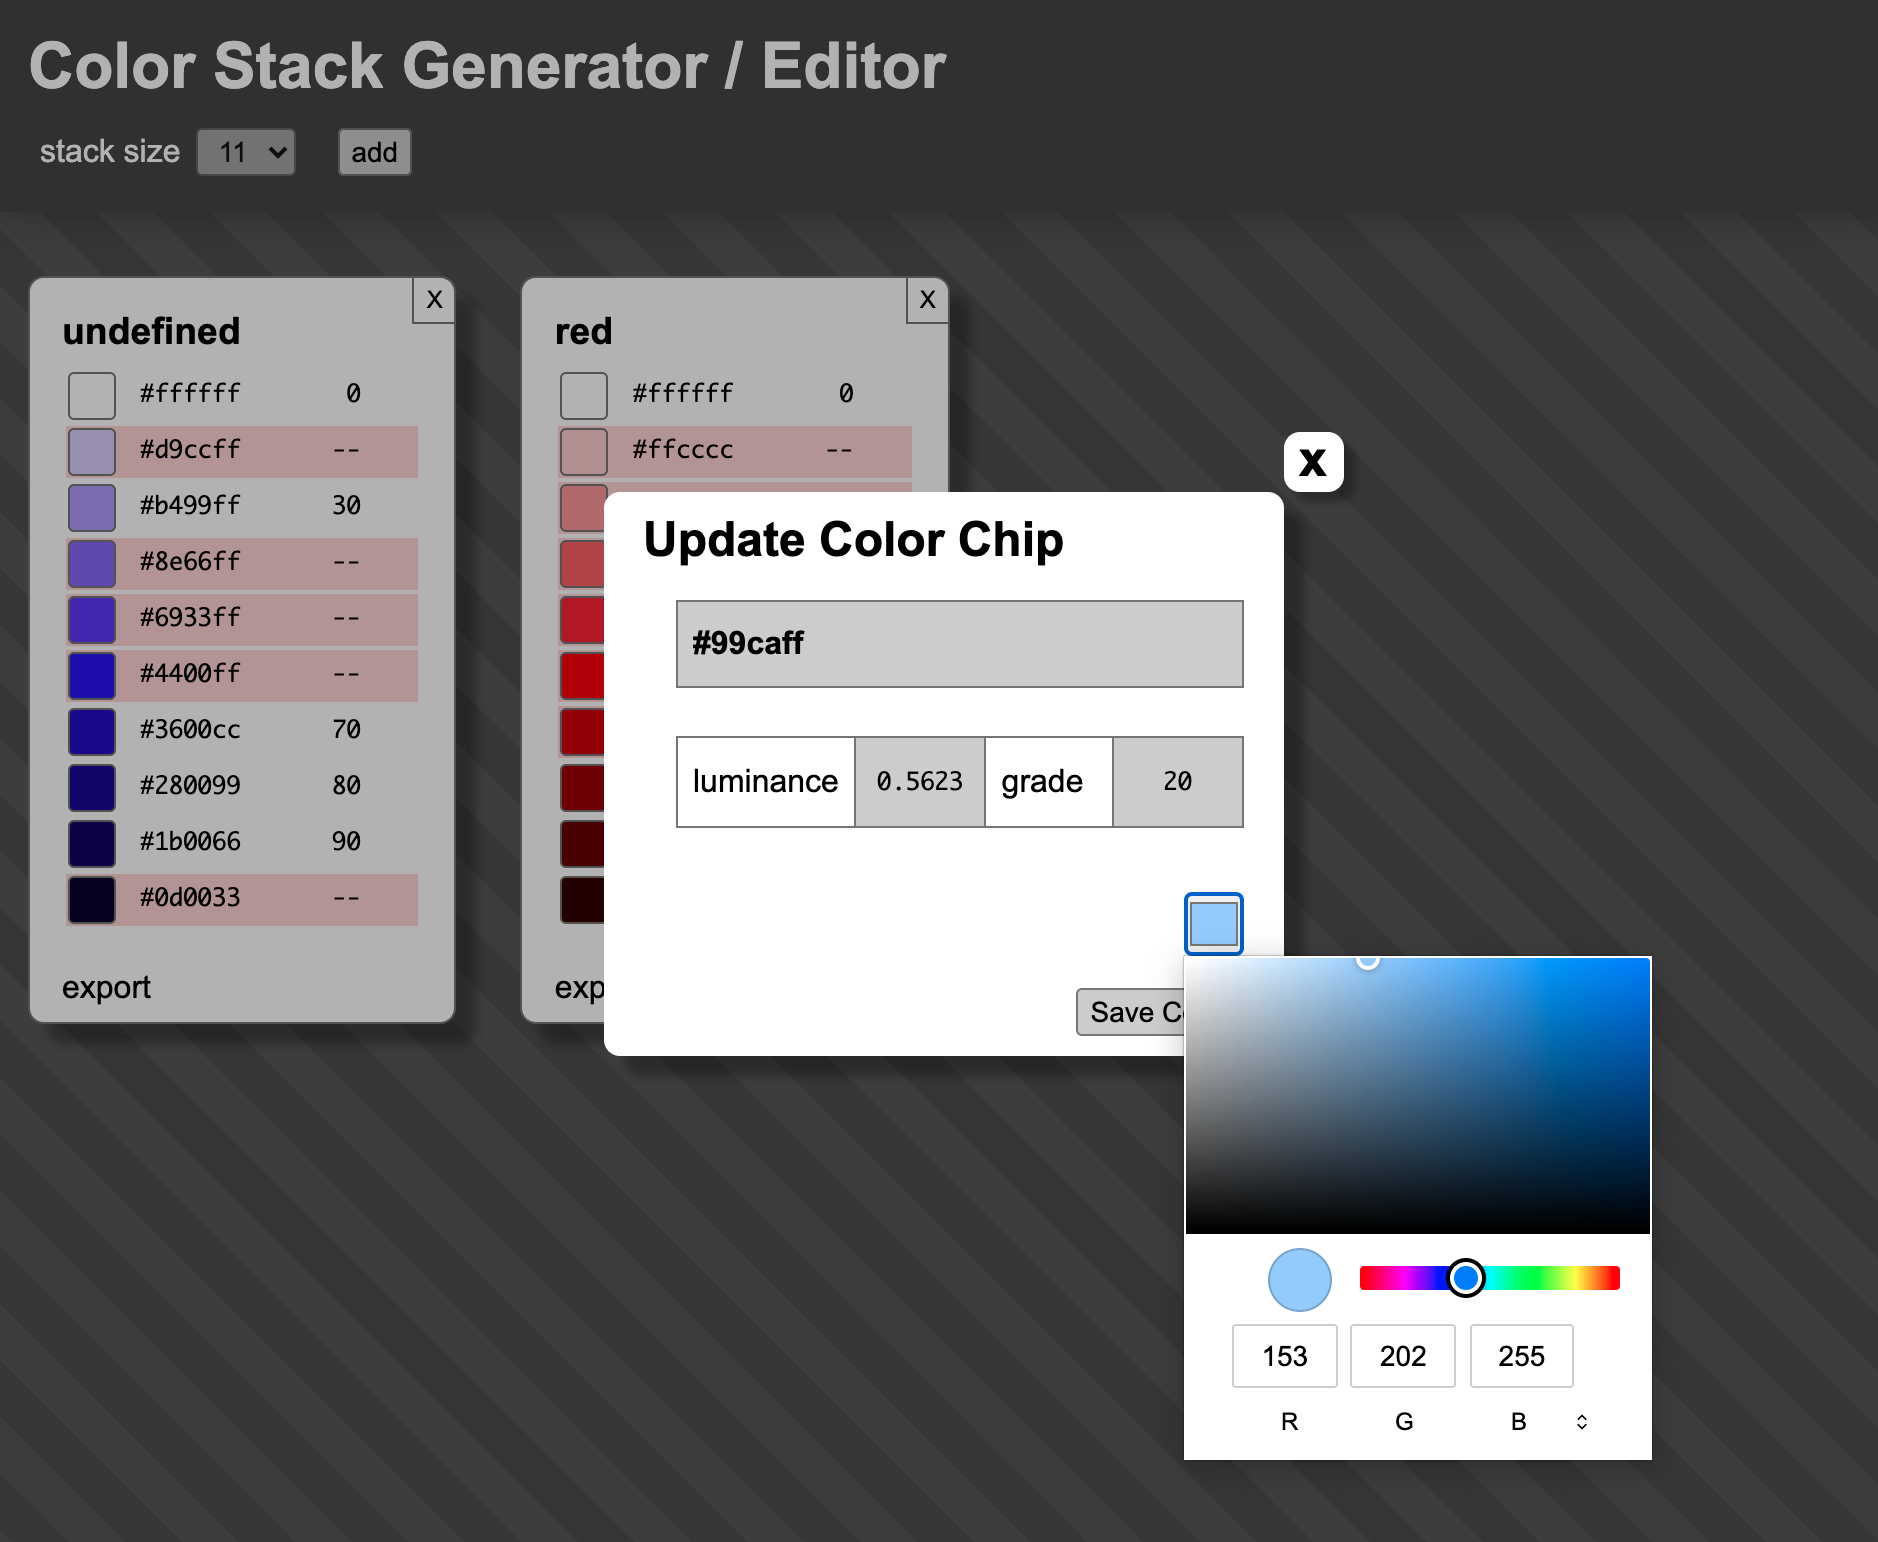 Color Stack Generator / Editor
stack size 11 add
X
undefined
#ffffff 0
#d9ccff --
#b499ff 30
#8e66ff --
#6933ff --
#4400ff --
#3600cc 70
#280099 80
#1b0066 90
#0d0033 --
export
X
red
#ffffff 0
#ffcccc --
exp
X
Update Color Chip
#99caff
luminance 0.5623 grade 20
Save C
153 202 255
R G B